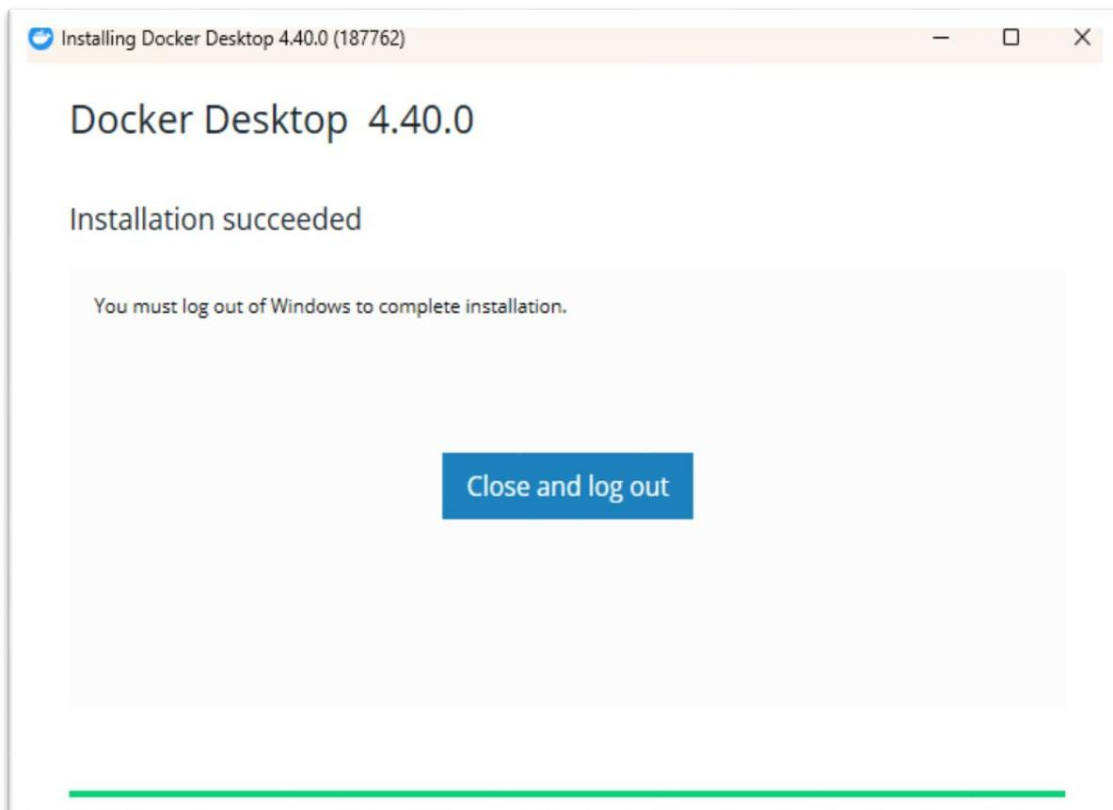 Installing Docker Desktop 4.40.0 (187762)
Docker Desktop 4.40.0
Installation succeeded
You must log out of Windows to complete installation.
Close and log out